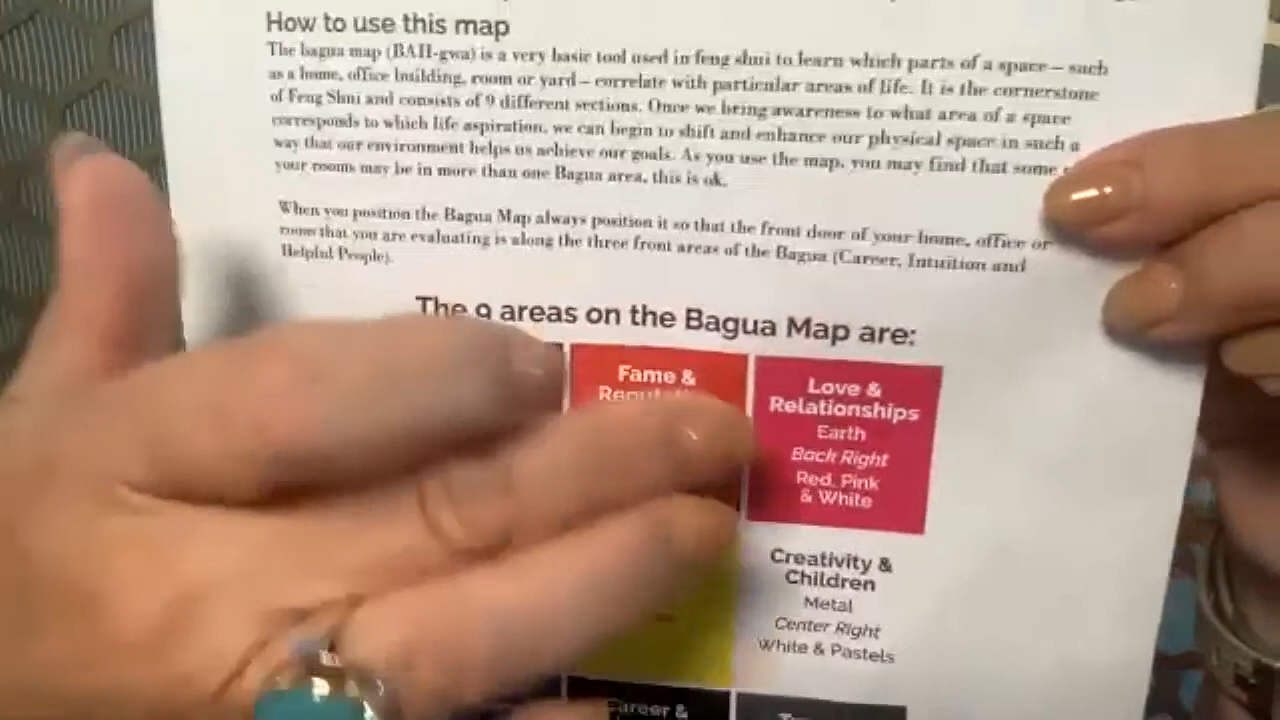 How to use this map
The bagua map (BAH-gwa) is a very basic tool used in feng shui to learn which parts of a space – such
as a home, office building, room or yard – correlate with particular areas of life. It is the cornerstone
of Feng Shui and consists of 9 different sections. Once we bring awareness to what area of a space
corresponds to which life aspiration, we can begin to shift and enhance our physical space in such a
way that our environment helps us achieve our goals. As you use the map, you may find that some
your rooms may be in more than one Bagua area, this is ok.
When you position the Bagua Map always position it so that the front door of your home, office or
room that you are evaluating is along the three front areas of the Bagua (Career, Intuition and
Helpful People).
The 9 areas on the Bagua Map are:
Fame &
Love &
Relationships
Earth
Back Right
Red, Pink
& White
Creativity &
Children
Metal
Center Right
White & Pastels
Career &